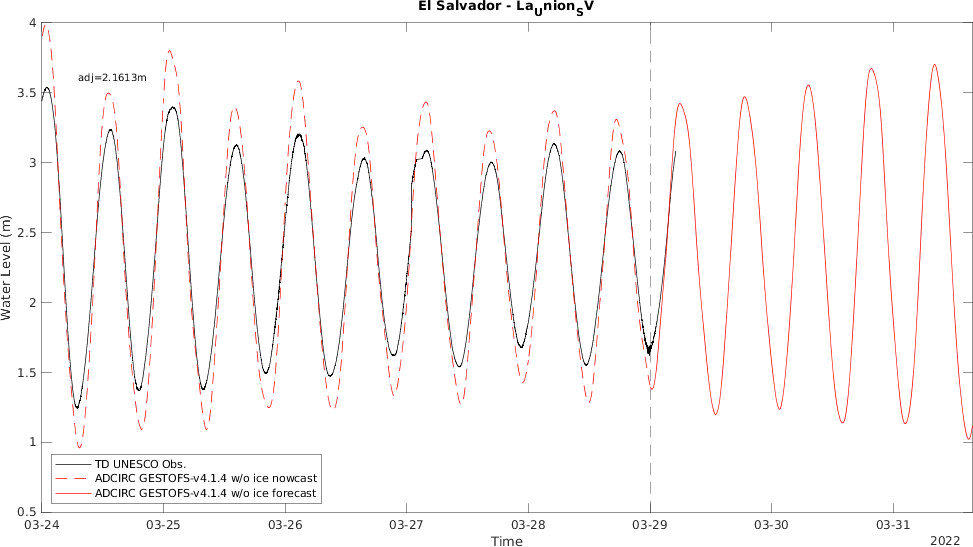 El Salvador - LaUnionSV
4
adj=2.1613m
3.5
3
2.5
2
1.5
1
0.5
Water Level (m)
TD UNESCO Obs.
ADCIRC GESTOFS-v4.1.4 w/o ice nowcast
ADCIRC GESTOFS-v4.1.4 w/o ice forecast
03-24 03-25 03-26 03-27 03-28 03-29 03-30 03-31
Time
2022